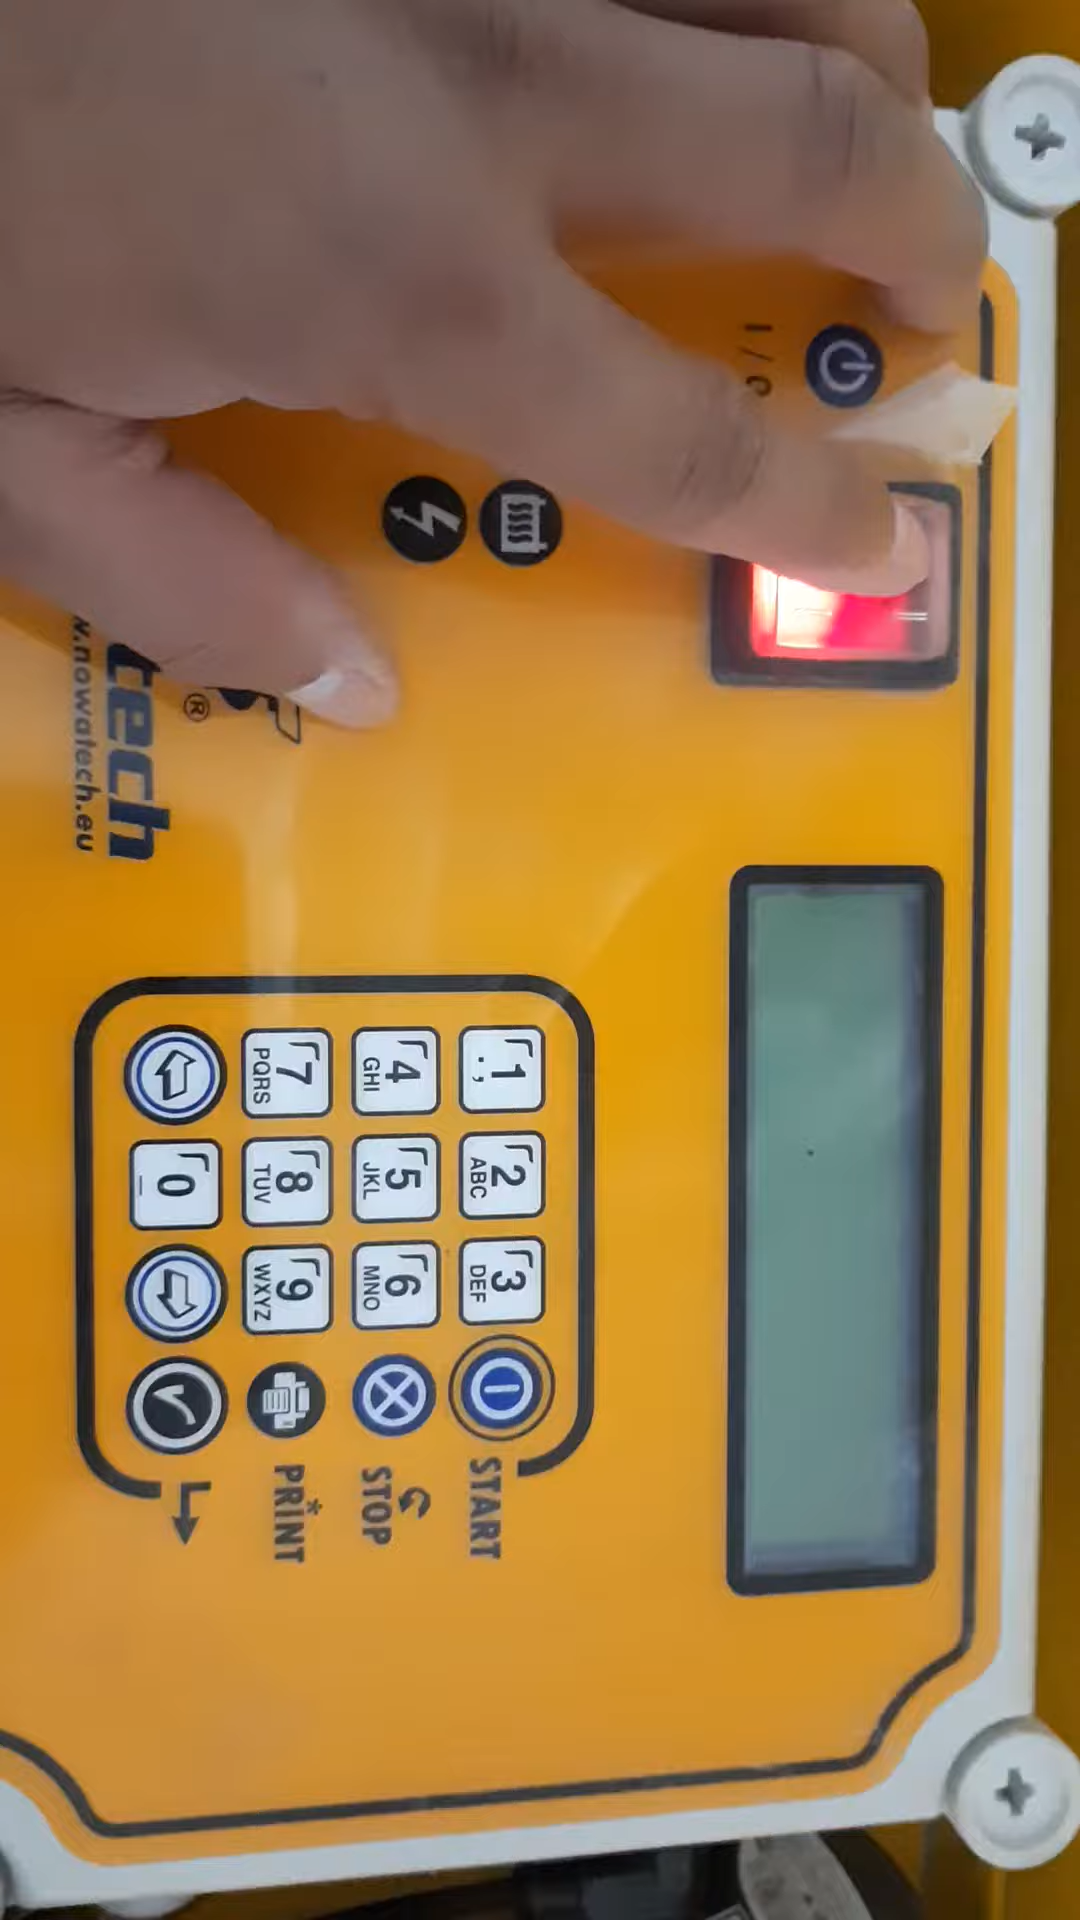 I / O
tech
®
w.nowatech.eu
1
. ,
2
ABC
3
DEF
START
4
GHI
5
JKL
6
MNO
STOP
7
PQRS
8
TUV
9
WXYZ
*
PRINT
0
_